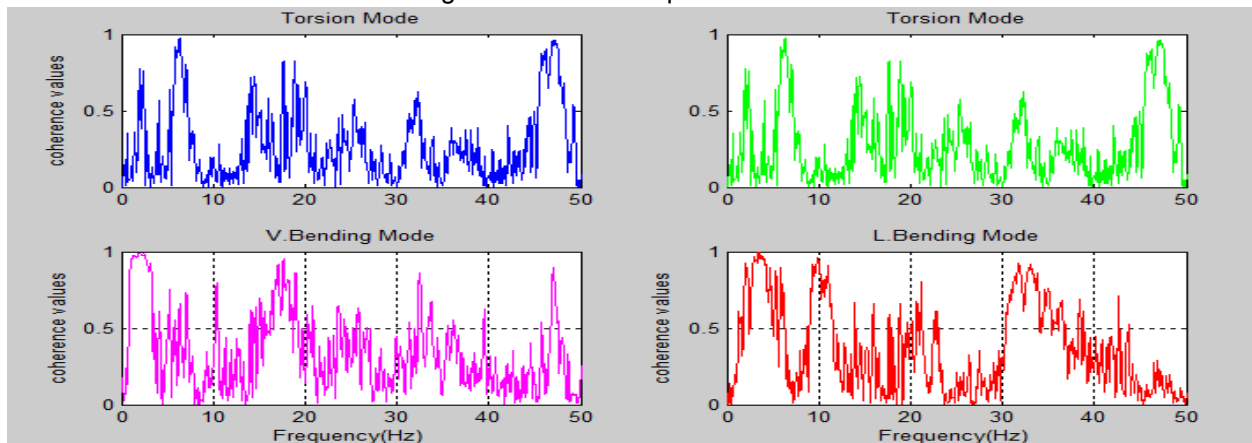 Torsion Mode
coherence values
1
0.5
0
0 10 20 30 40 50
Torsion Mode
1
0.5
0
0 10 20 30 40 50
V.Bending Mode
coherence values
1
0.5
0
0 10 20 30 40 50
Frequency(Hz)
L.Bending Mode
coherence values
1
0.5
0
0 10 20 30 40 50
Frequency(Hz)